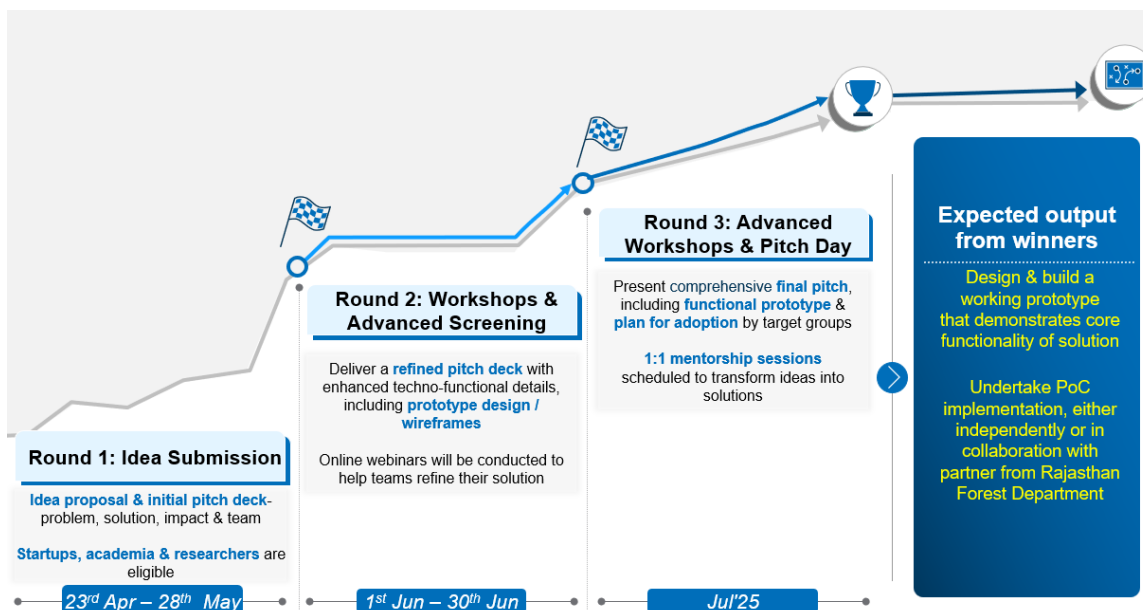 Round 1: Idea Submission
Idea proposal & initial pitch deck-
problem, solution, impact & team
Startups, academia & researchers are
eligible
23rd Apr – 28th May
Round 2: Workshops &
Advanced Screening
Deliver a refined pitch deck with
enhanced techno-functional details,
including prototype design /
wireframes
Online webinars will be conducted to
help teams refine their solution
1st Jun – 30th Jun
Round 3: Advanced
Workshops & Pitch Day
Present comprehensive final pitch,
including functional prototype &
plan for adoption by target groups
1:1 mentorship sessions
scheduled to transform ideas into
solutions
Jul'25
Expected output
from winners
Design & build a
working prototype
that demonstrates core
functionality of solution
Undertake PoC
implementation, either
independently or in
collaboration with
partner from Rajasthan
Forest Department